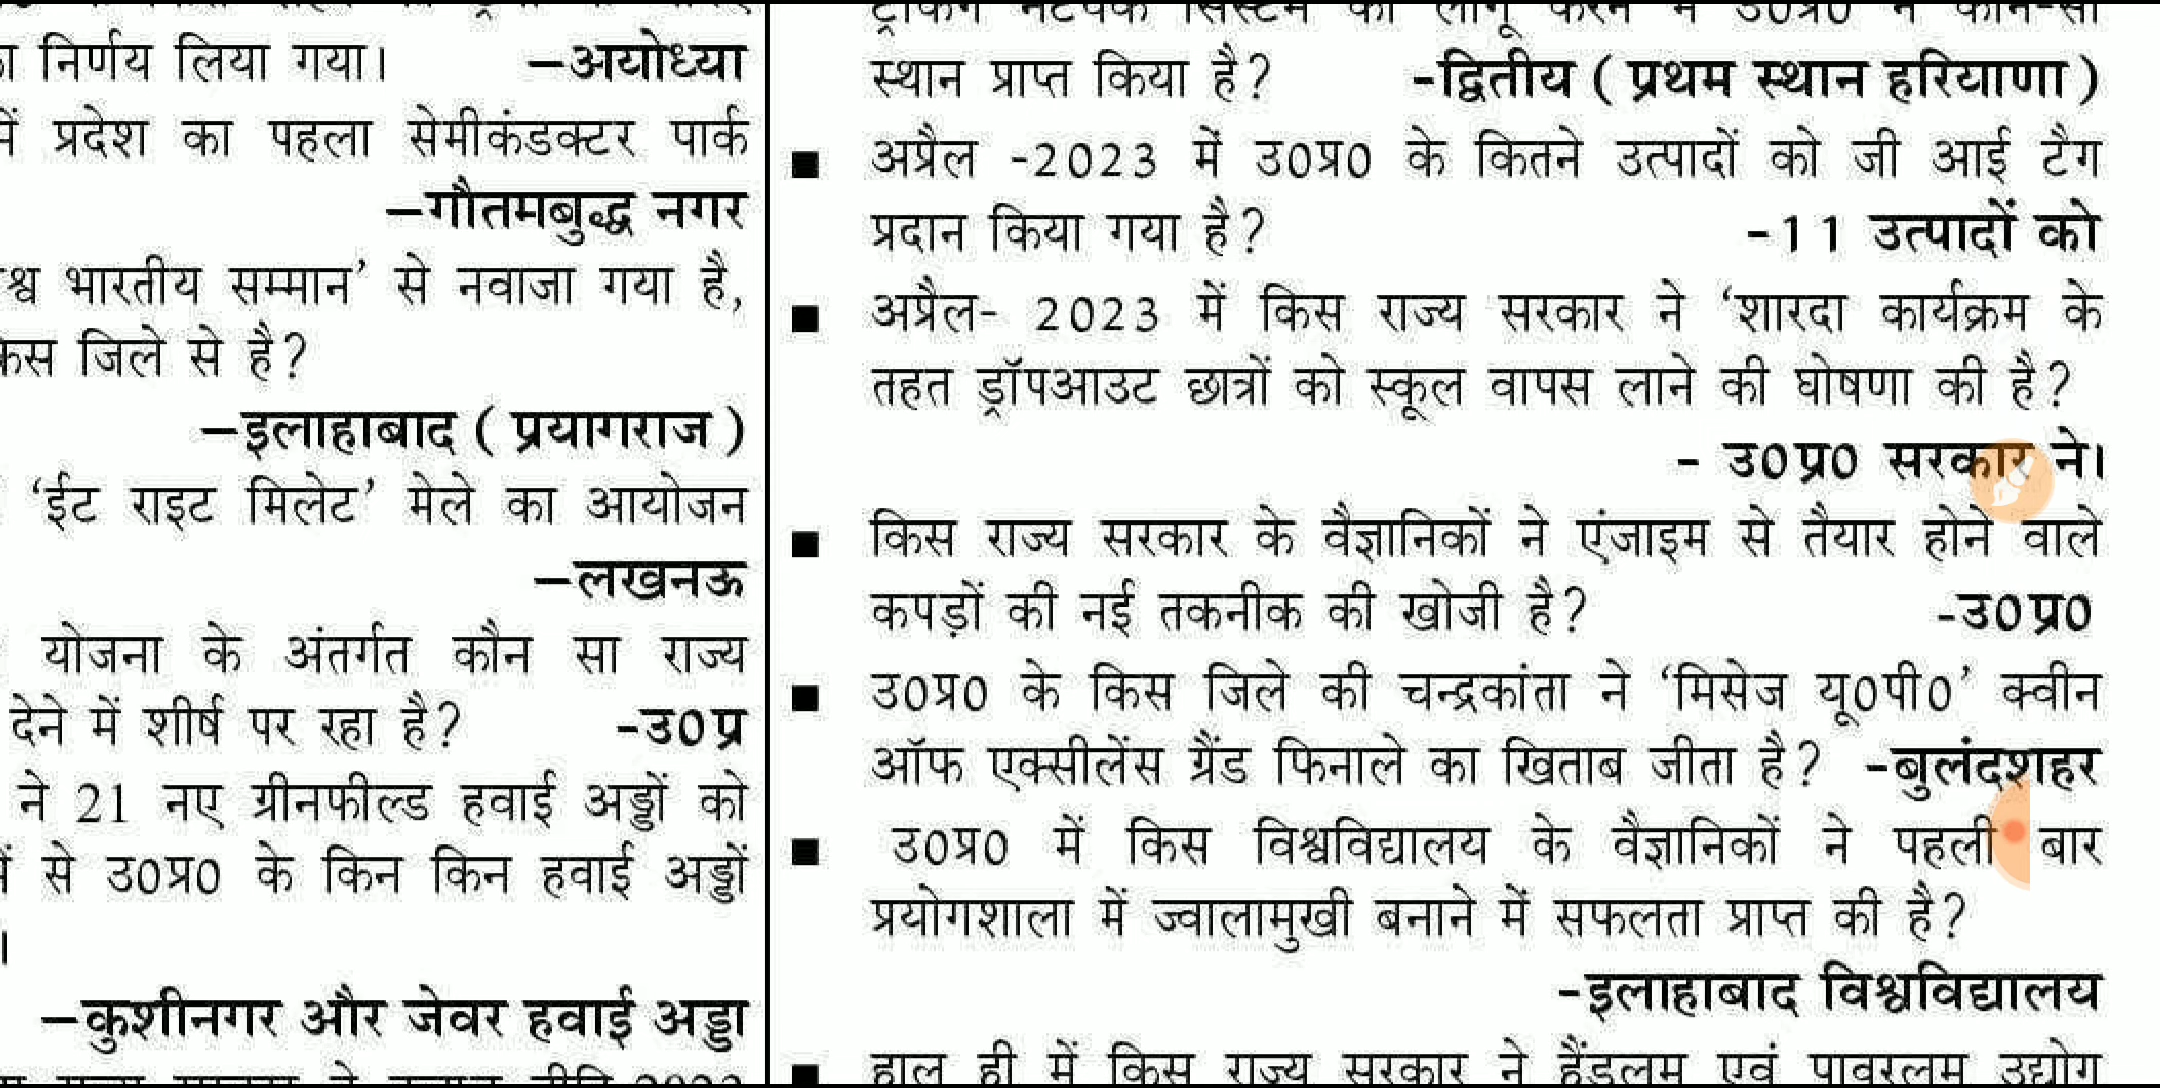 निर्णय लिया गया। –अयोध्या
में प्रदेश का पहला सेमीकंडक्टर पार्क
–गौतमबुद्ध नगर
भारतीय सम्मान’ से नवाजा गया है,
जिले से है?
–इलाहाबाद ( प्रयागराज )
‘ईट राइट मिलेट’ मेले का आयोजन
–लखनऊ
योजना के अंतर्गत कौन सा राज्य
देने में शीर्ष पर रहा है? -उ0प्र
ने 21 नए ग्रीनफील्ड हवाई अड्डों को
से उ0प्र0 के किन किन हवाई अड्डों
।
–कुशीनगर और जेवर हवाई अड्डा
स्थान प्राप्त किया है? -द्वितीय ( प्रथम स्थान हरियाणा )
■ अप्रैल -2023 में उ0प्र0 के कितने उत्पादों को जी आई टैग
प्रदान किया गया है? -11 उत्पादों को
■ अप्रैल- 2023 में किस राज्य सरकार ने ‘शारदा कार्यक्रम के
तहत ड्रॉपआउट छात्रों को स्कूल वापस लाने की घोषणा की है?
- उ0प्र0 सरकार ने।
■ किस राज्य सरकार के वैज्ञानिकों ने एंजाइम से तैयार होने वाले
कपड़ों की नई तकनीक की खोजी है? -उ0प्र0
■ उ0प्र0 के किस जिले की चन्द्रकांता ने ‘मिसेज यू0पी0’ क्वीन
ऑफ एक्सीलेंस ग्रैंड फिनाले का खिताब जीता है? -बुलंदशहर
■ उ0प्र0 में किस विश्वविद्यालय के वैज्ञानिकों ने पहली बार
प्रयोगशाला में ज्वालामुखी बनाने में सफलता प्राप्त की है?
-इलाहाबाद विश्वविद्यालय
■ हाल ही में किस राज्य सरकार ने हैंडलूम एवं पावरलूम उद्योग